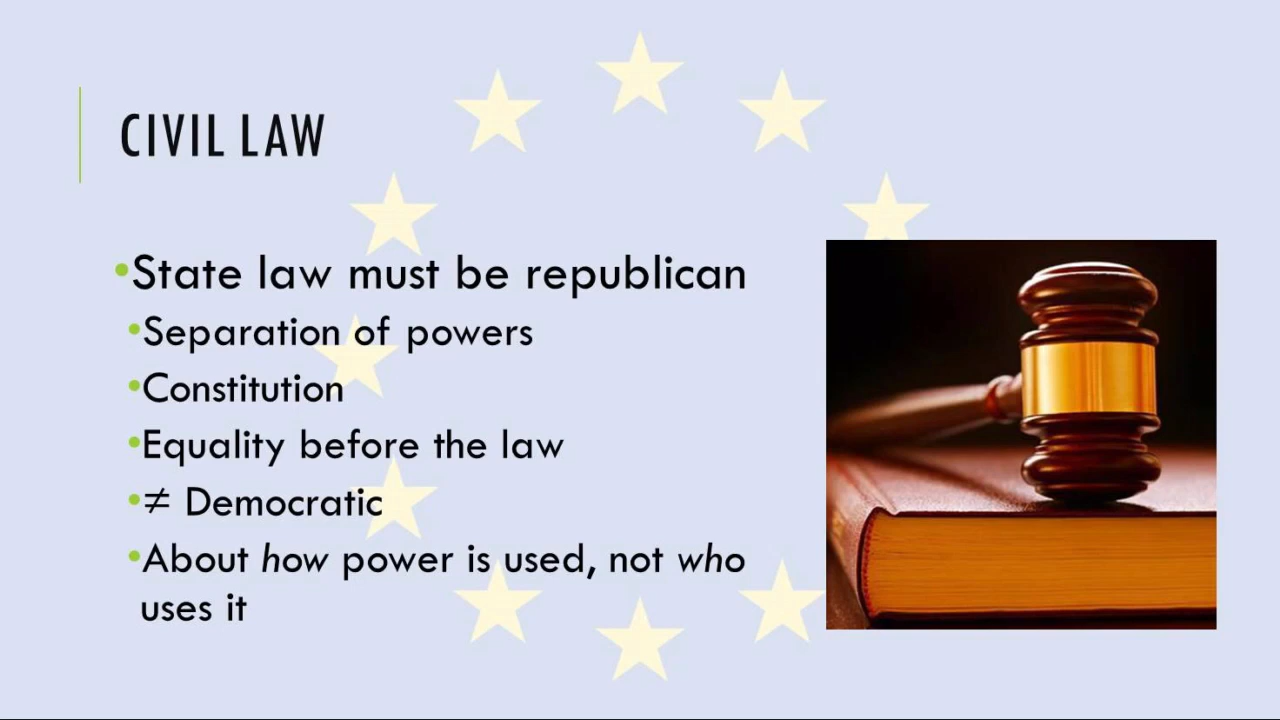 CIVIL LAW
•State law must be republican
•Separation of powers
•Constitution
•Equality before the law
•≠ Democratic
•About how power is used, not who
uses it